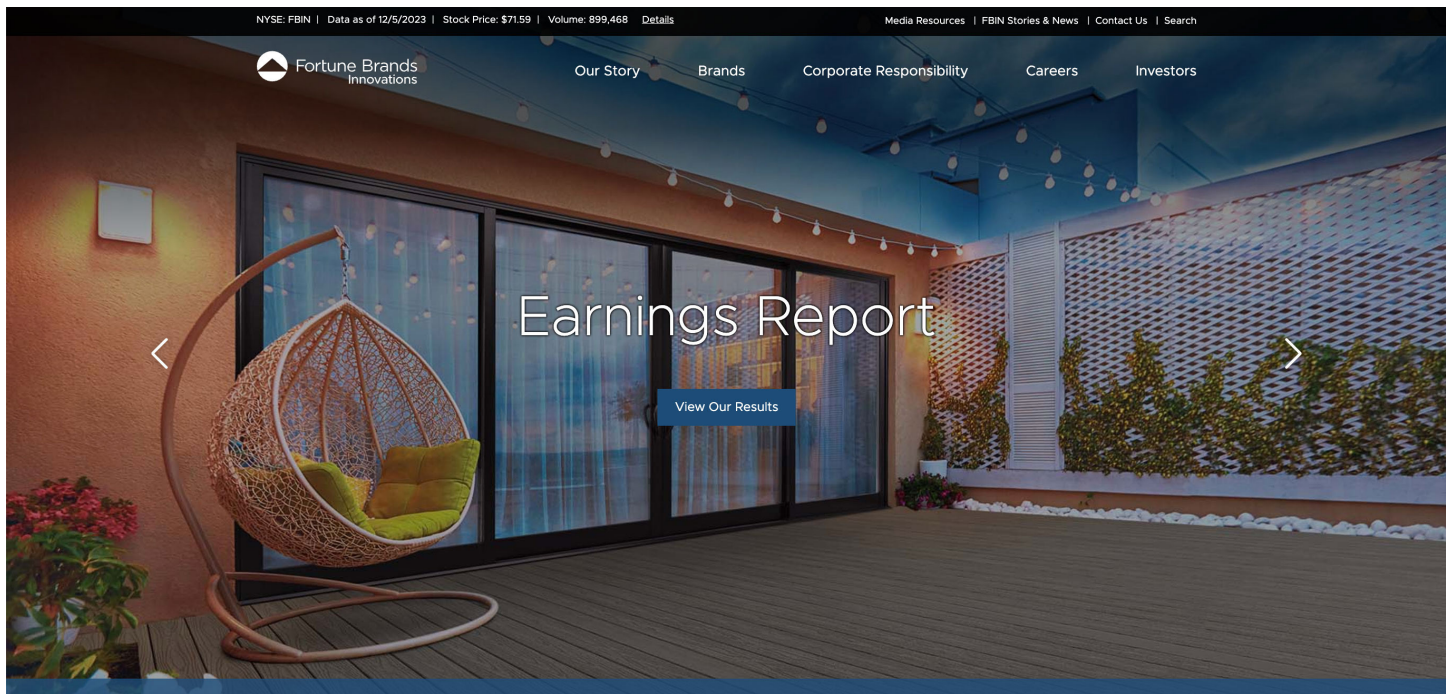 NYSE: FBIN | Data as of 12/5/2023 | Stock Price: $71.59 | Volume: 899,468 Details
Media Resources | FBIN Stories & News | Contact Us | Search
Fortune Brands
Innovations
Our Story Brands Corporate Responsibility Careers Investors
Earnings Report
View Our Results